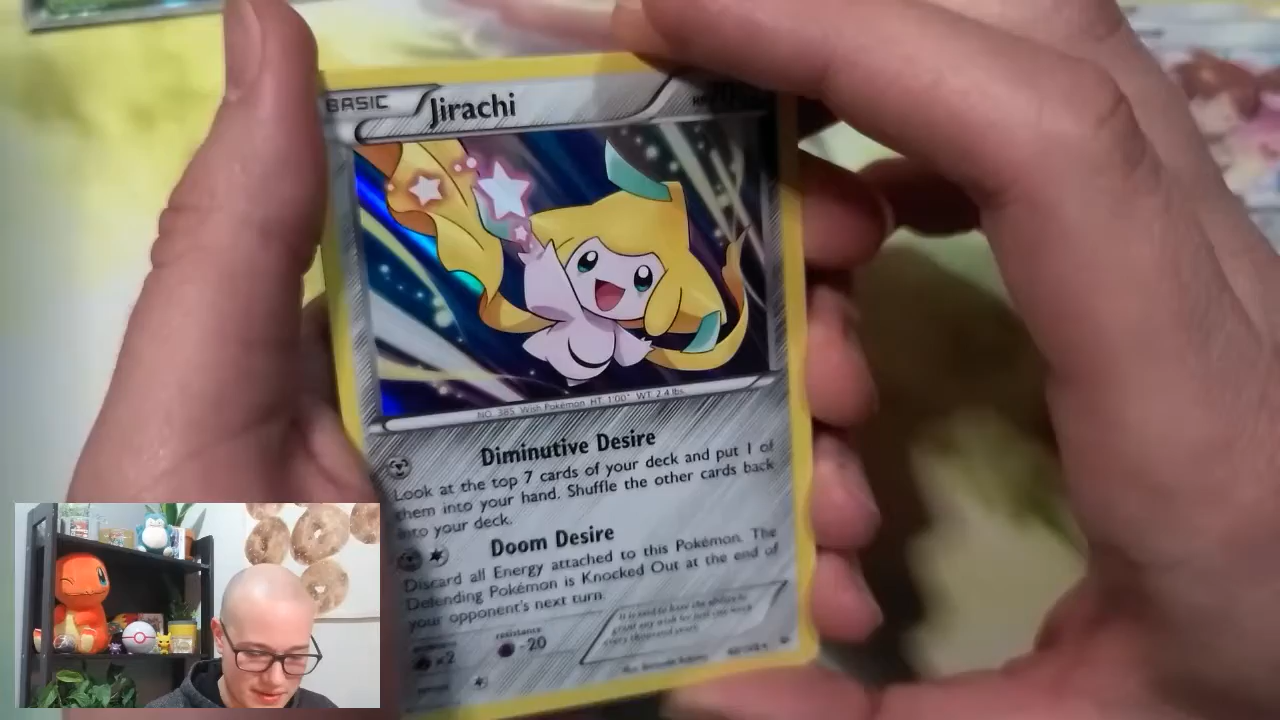 BASIC Jirachi
NO. 385 Wish Pokémon HT: 1'00" WT: 2.4 lbs.
Diminutive Desire
Look at the top 7 cards of your deck and put 1 of
them into your hand. Shuffle the other cards back
into your deck.
Doom Desire
Discard all Energy attached to this Pokémon. The
Defending Pokémon is Knocked Out at the end of
your opponent's next turn.
×2
resistance
-20
It is said to have the ability to
grant any wish for just one week
every thousand years.